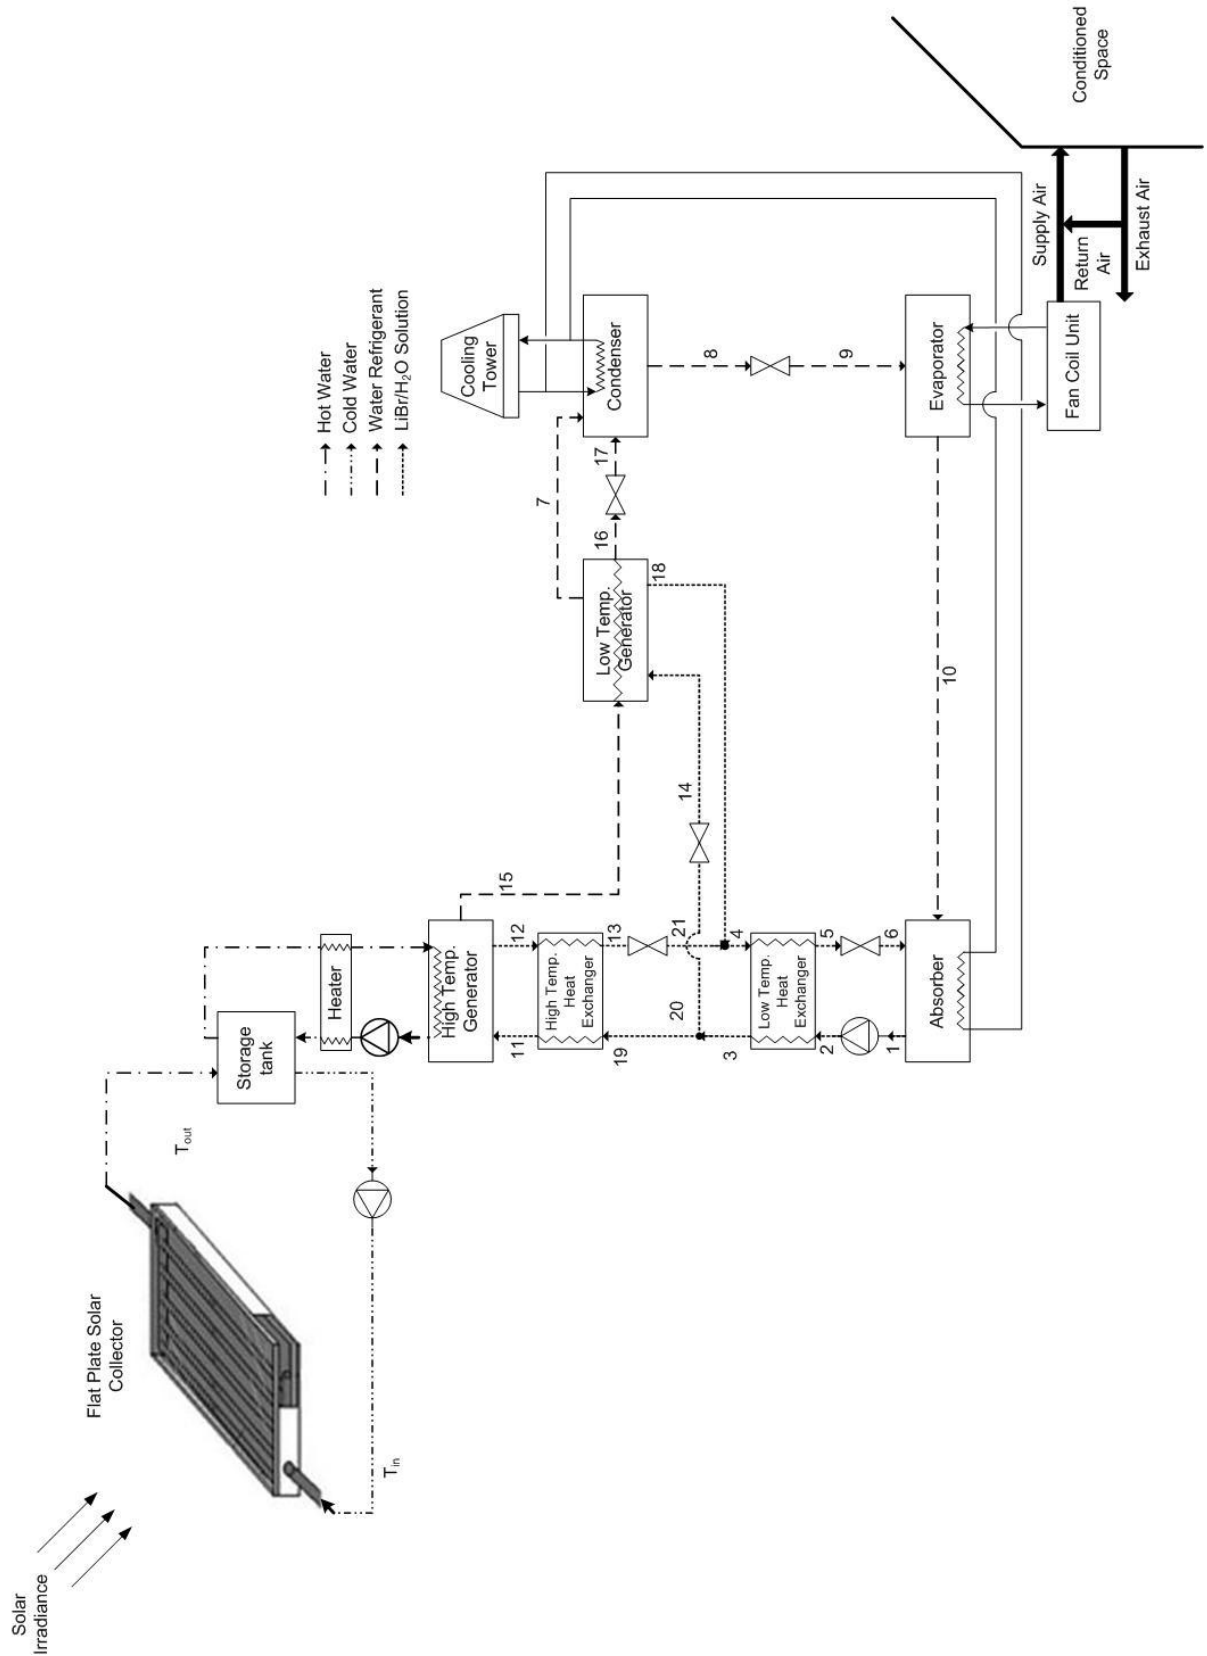 Solar
Irradiance
Flat Plate Solar
Collector
T_in
T_out
Storage
tank
Heater
High Temp.
Generator
15
11
12
High Temp.
Heat
Exchanger
19
13
20
21
14
3
4
Low Temp.
Heat
Exchanger
2
5
1
6
Absorber
10
Low Temp.
Generator
18
7
16
17
Hot Water
Cold Water
Water Refrigerant
LiBr/H₂O Solution
Cooling
Tower
Condenser
8
9
Evaporator
Fan Coil Unit
Supply Air
Return
Air
Exhaust Air
Conditioned
Space